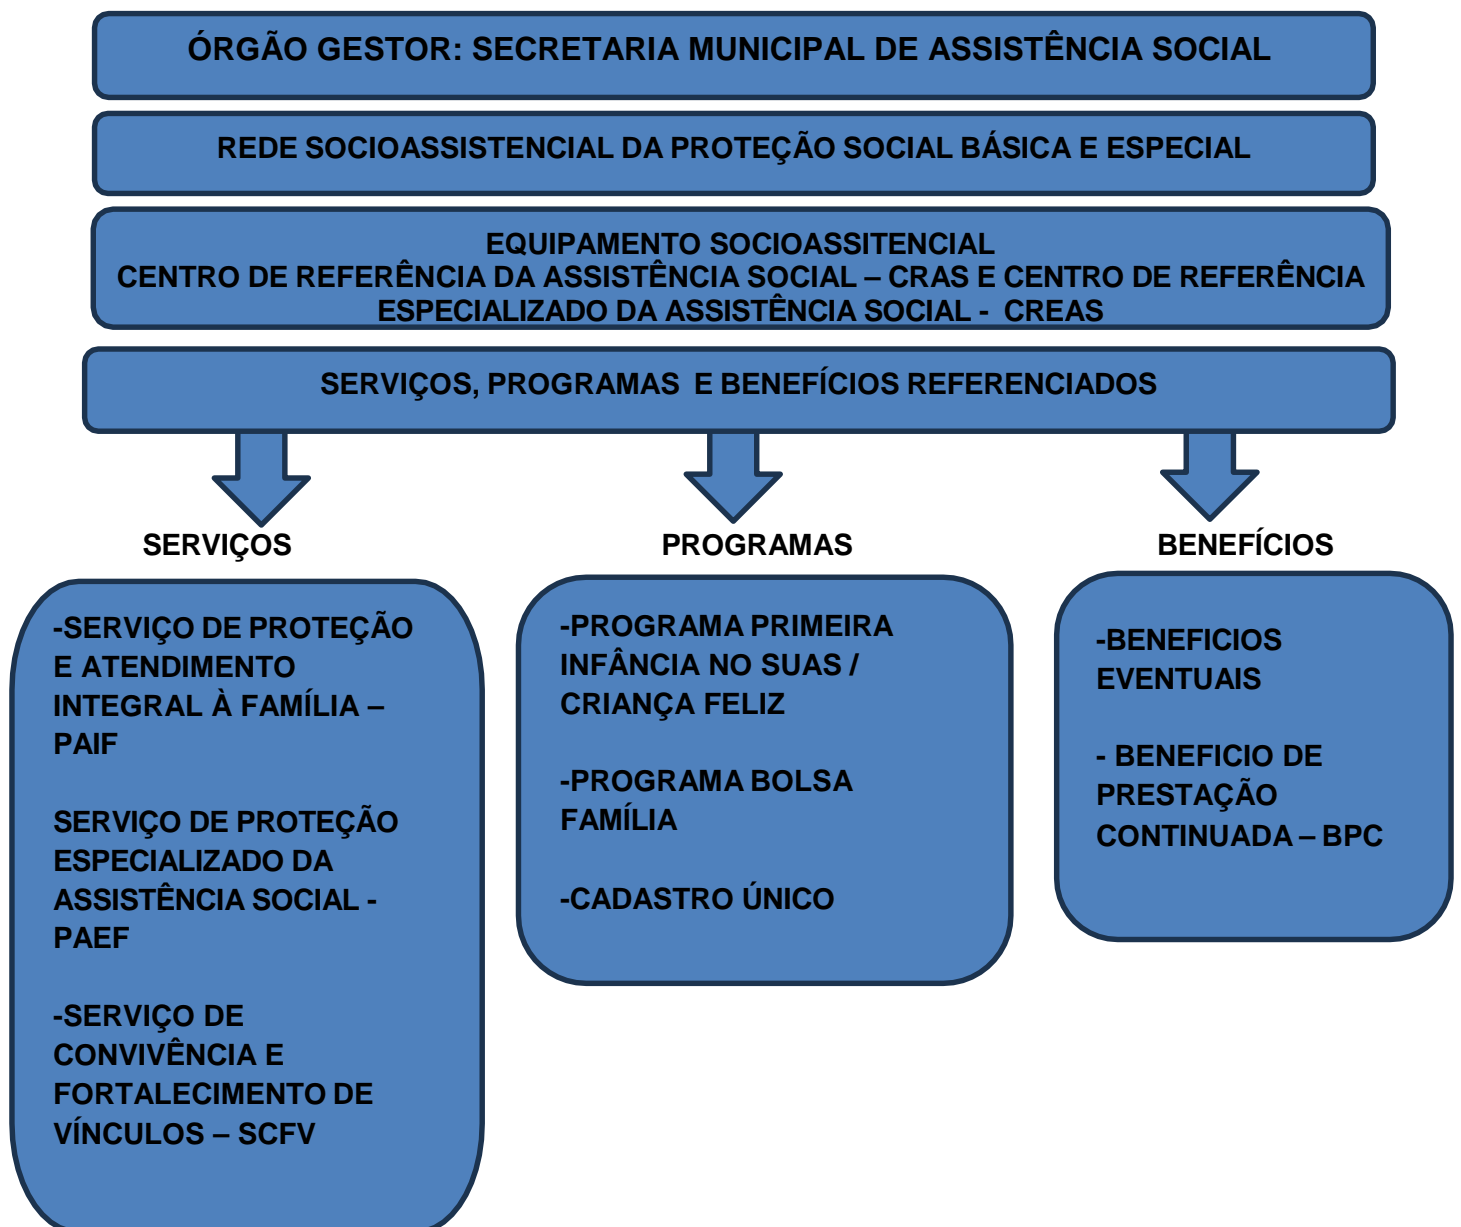 ÓRGÃO GESTOR: SECRETARIA MUNICIPAL DE ASSISTÊNCIA SOCIAL
REDE SOCIOASSISTENCIAL DA PROTEÇÃO SOCIAL BÁSICA E ESPECIAL
EQUIPAMENTO SOCIOASSITENCIAL
CENTRO DE REFERÊNCIA DA ASSISTÊNCIA SOCIAL – CRAS E CENTRO DE REFERÊNCIA
ESPECIALIZADO DA ASSISTÊNCIA SOCIAL - CREAS
SERVIÇOS, PROGRAMAS E BENEFÍCIOS REFERENCIADOS
SERVIÇOS
-SERVIÇO DE PROTEÇÃO
E ATENDIMENTO
INTEGRAL À FAMÍLIA –
PAIF
SERVIÇO DE PROTEÇÃO
ESPECIALIZADO DA
ASSISTÊNCIA SOCIAL -
PAEF
-SERVIÇO DE
CONVIVÊNCIA E
FORTALECIMENTO DE
VÍNCULOS – SCFV
PROGRAMAS
-PROGRAMA PRIMEIRA
INFÂNCIA NO SUAS /
CRIANÇA FELIZ
-PROGRAMA BOLSA
FAMÍLIA
-CADASTRO ÚNICO
BENEFÍCIOS
-BENEFICIOS
EVENTUAIS
- BENEFICIO DE
PRESTAÇÃO
CONTINUADA – BPC